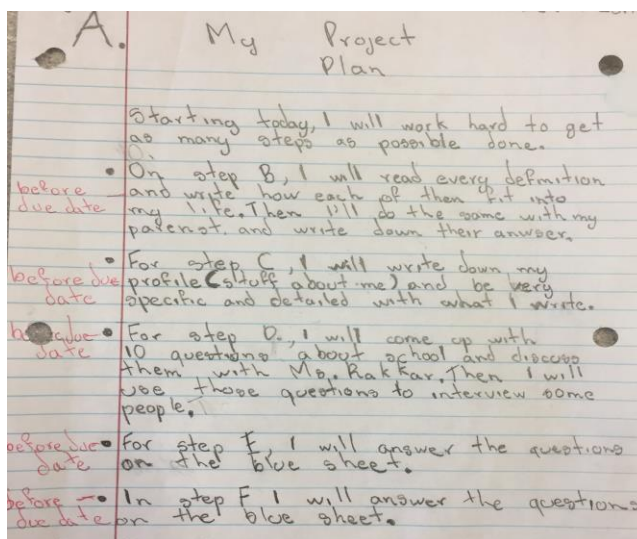 A. My Project
Plan
Starting today, I will work hard to get
as many steps as possible done.
• On step B, I will read every definition
before due date
and write how each of them fit into
my life. Then I'll do the same with my
parenot. and write down their anwser.
• For step C, I will write down my
before due date
profile (stuff about me) and be very
specific and detailed with what I write.
• For step D., I will come up with
due date
10 questions about school and discuss
them with Ms. Rakkar. Then I will
use those questions to interview some
people.
before due date
• For step E, I will answer the questions
on the blue sheet.
before due date
• In step F I will answer the questions
on the blue sheet.